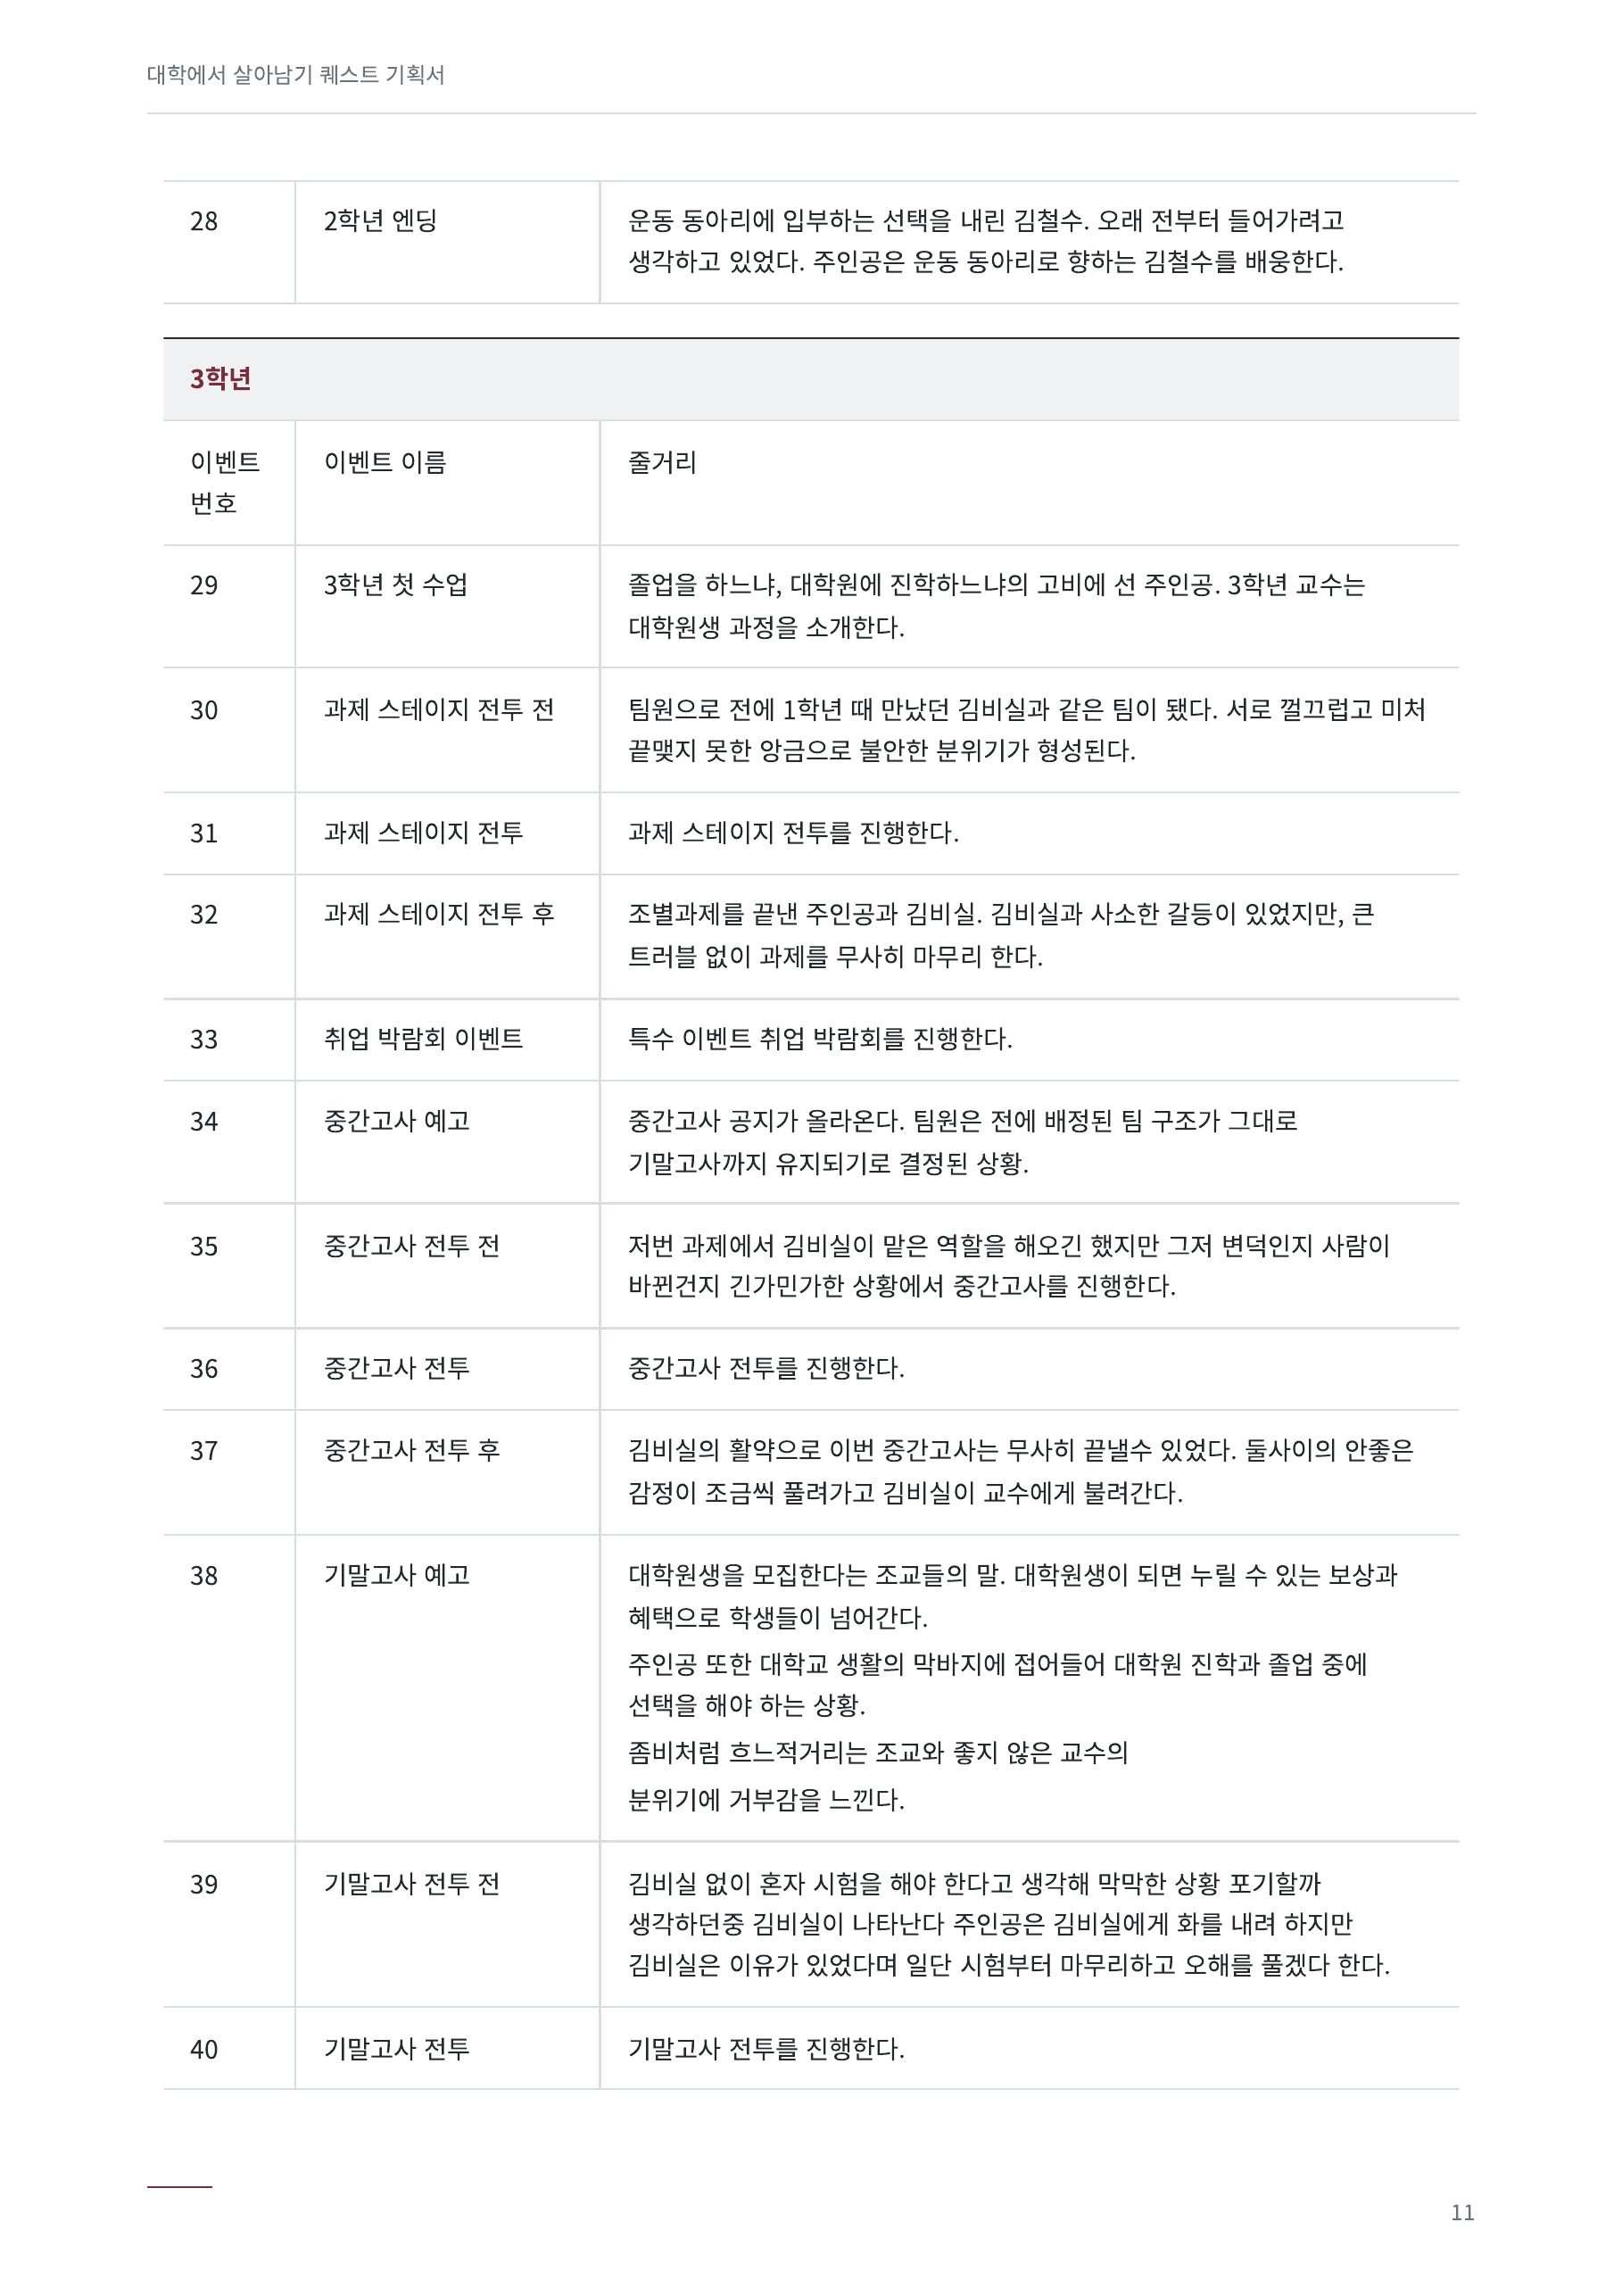 대학에서 살아남기 퀘스트 기획서
28 2학년 엔딩 운동 동아리에 입부하는 선택을 내린 김철수. 오래 전부터 들어가려고
생각하고 있었다. 주인공은 운동 동아리로 향하는 김철수를 배웅한다.
3학년
이벤트 이벤트 이름 줄거리
번호
29 3학년 첫 수업 졸업을 하느냐, 대학원에 진학하느냐의 고비에 선 주인공. 3학년 교수는
대학원생 과정을 소개한다.
30 과제 스테이지 전투 전 팀원으로 전에 1학년 때 만났던 김비실과 같은 팀이 됐다. 서로 껄끄럽고 미처
끝맺지 못한 앙금으로 불안한 분위기가 형성된다.
31 과제 스테이지 전투 과제 스테이지 전투를 진행한다.
32 과제 스테이지 전투 후 조별과제를 끝낸 주인공과 김비실. 김비실과 사소한 갈등이 있었지만, 큰
트러블 없이 과제를 무사히 마무리 한다.
33 취업 박람회 이벤트 특수 이벤트 취업 박람회를 진행한다.
34 중간고사 예고 중간고사 공지가 올라온다. 팀원은 전에 배정된 팀 구조가 그대로
기말고사까지 유지되기로 결정된 상황.
35 중간고사 전투 전 저번 과제에서 김비실이 맡은 역할을 해오긴 했지만 그저 변덕인지 사람이
바뀐건지 긴가민가한 상황에서 중간고사를 진행한다.
36 중간고사 전투 중간고사 전투를 진행한다.
37 중간고사 전투 후 김비실의 활약으로 이번 중간고사는 무사히 끝낼수 있었다. 둘사이의 안좋은
감정이 조금씩 풀려가고 김비실이 교수에게 불려간다.
38 기말고사 예고 대학원생을 모집한다는 조교들의 말. 대학원생이 되면 누릴 수 있는 보상과
혜택으로 학생들이 넘어간다.
주인공 또한 대학교 생활의 막바지에 접어들어 대학원 진학과 졸업 중에
선택을 해야 하는 상황.
좀비처럼 흐느적거리는 조교와 좋지 않은 교수의
분위기에 거부감을 느낀다.
39 기말고사 전투 전 김비실 없이 혼자 시험을 해야 한다고 생각해 막막한 상황 포기할까
생각하던중 김비실이 나타난다 주인공은 김비실에게 화를 내려 하지만
김비실은 이유가 있었다며 일단 시험부터 마무리하고 오해를 풀겠다 한다.
40 기말고사 전투 기말고사 전투를 진행한다.
11